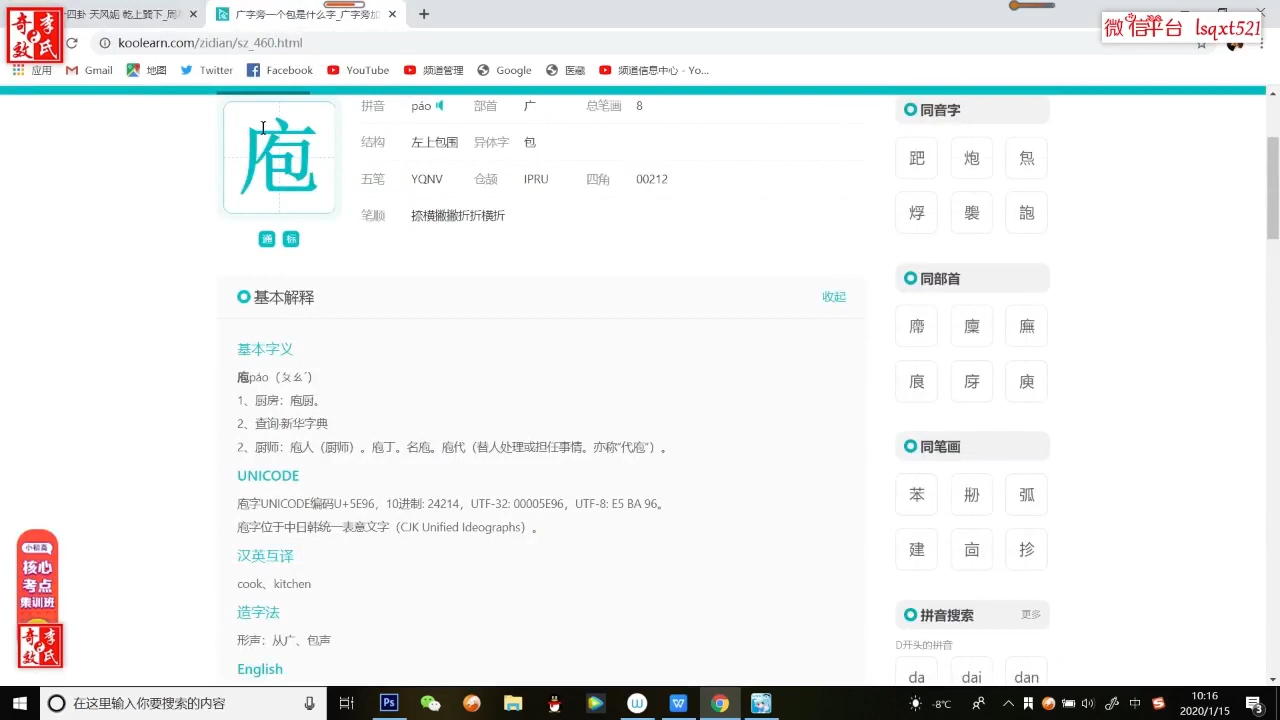 李氏奇效
四卦 天风姤 乾上巽下_周
广字旁一个包是什么字_广字旁加
koolearn.com/zidian/sz_460.html
微信平台 lsqxt521
应用 Gmail 地图 Twitter Facebook YouTube 频道管理 Google 医藏 频道信息中心 - Yo...
庖
通 标
拼音 páo 部首 广 总笔画 8
结构 左上包围 异体字 包
五笔 YQNV 仓颉 IPRU 四角 00212
笔顺 捺横撇撇折折横折
基本解释 收起
基本字义
庖páo（ㄆㄠˊ）
1、厨房：庖厨。
2、查询·新华字典
2、厨师：庖人（厨师）。庖丁。名庖。庖代（替人处理或担任事情。亦称“代庖”）。
UNICODE
庖字UNICODE编码U+5E96，10进制: 24214，UTF-32: 00005E96，UTF-8: E5 BA 96。
庖字位于中日韩统一表意文字（CJK Unified Ideographs）。
汉英互译
cook、kitchen
造字法
形声：从广、包声
English
同音字
炮
麅
同部首
廩 廡
庌 庾
同笔画
苯 弧
建 抮
拼音搜索 更多
D开头的拼音
da dai dan
核心
考点
集训班
李氏奇效
在这里输入你要搜索的内容
-8°C 中 10:16
2020/1/15 3